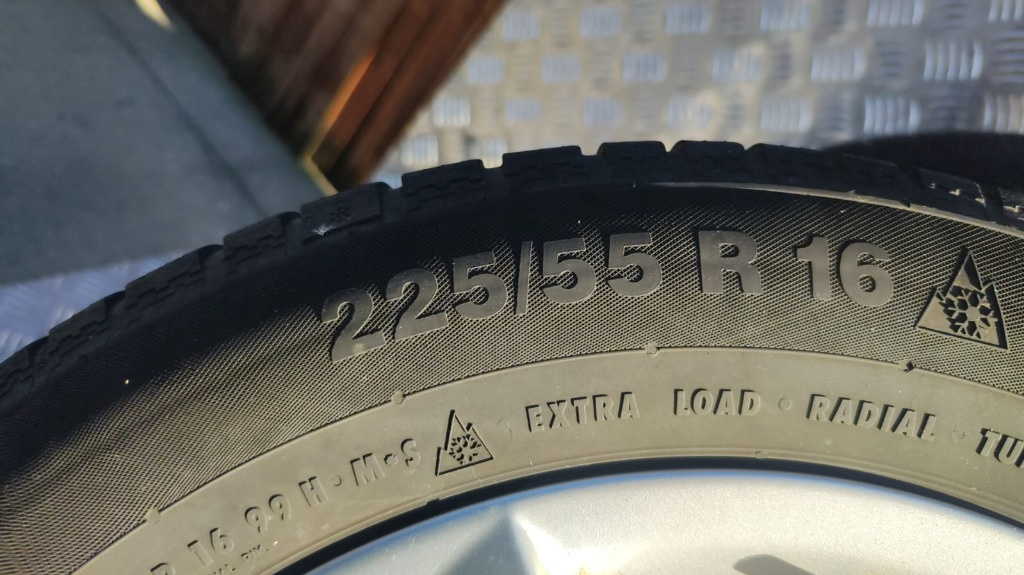 225/55 R 16
R 16 99 H · M·S EXTRA LOAD · RADIAL ·